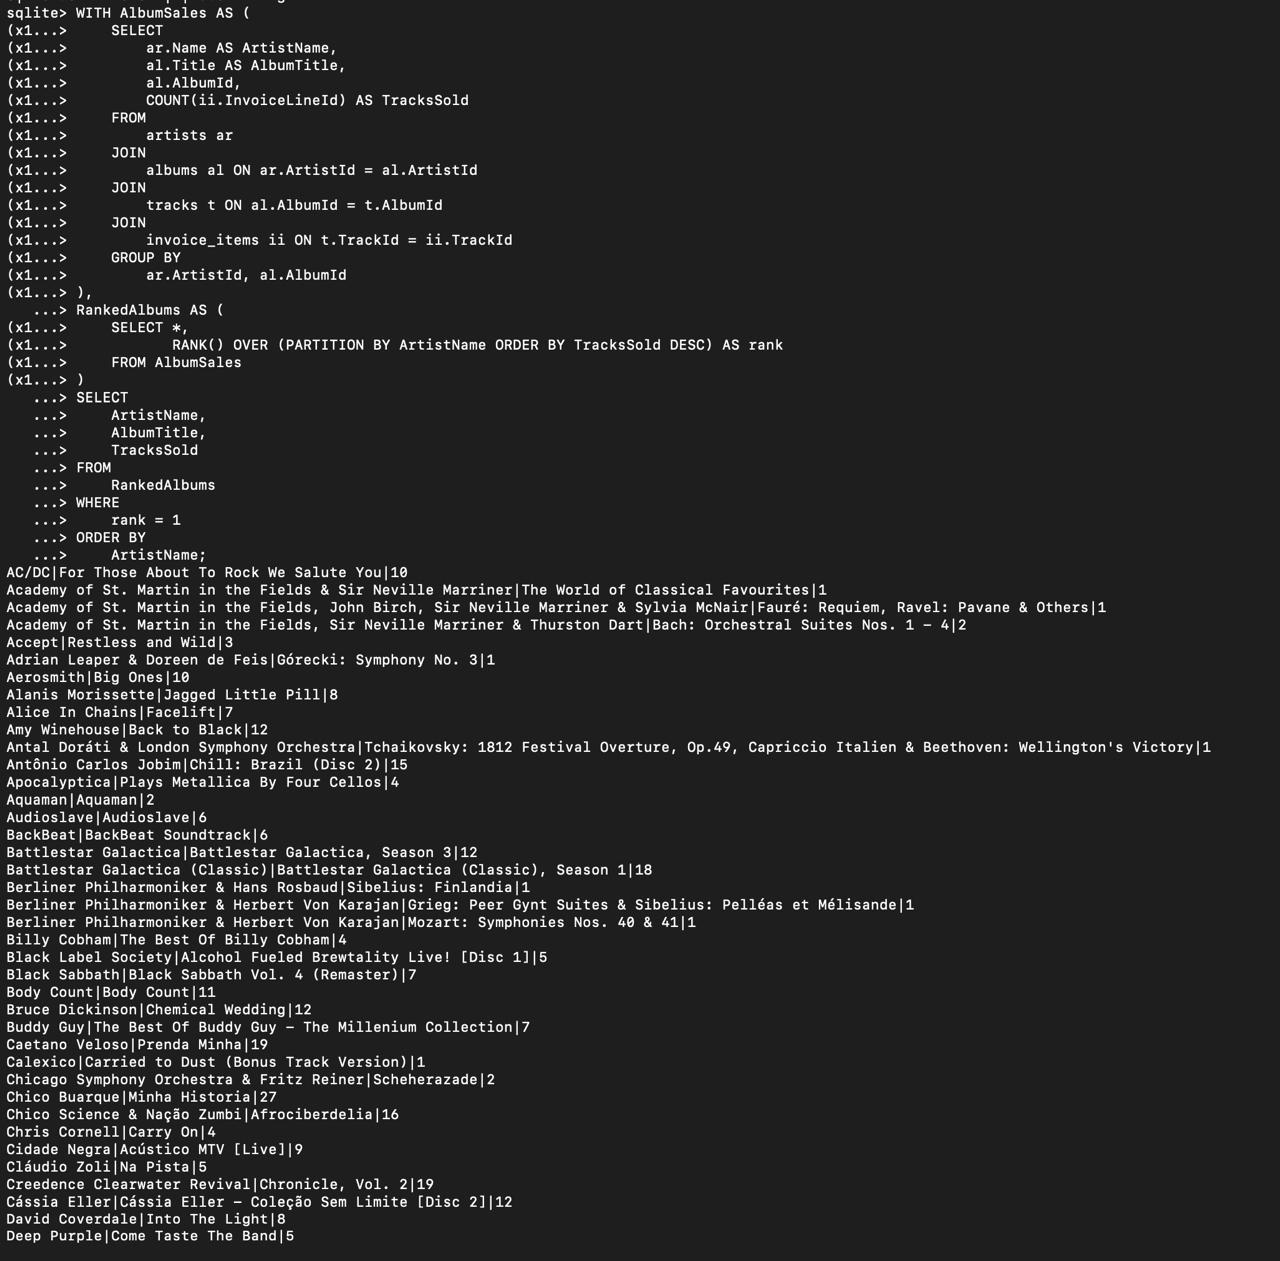 sqlite> WITH AlbumSales AS (
(x1...>     SELECT
(x1...>         ar.Name AS ArtistName,
(x1...>         al.Title AS AlbumTitle,
(x1...>         al.AlbumId,
(x1...>         COUNT(ii.InvoiceLineId) AS TracksSold
(x1...>     FROM
(x1...>         artists ar
(x1...>     JOIN
(x1...>         albums al ON ar.ArtistId = al.ArtistId
(x1...>     JOIN
(x1...>         tracks t ON al.AlbumId = t.AlbumId
(x1...>     JOIN
(x1...>         invoice_items ii ON t.TrackId = ii.TrackId
(x1...>     GROUP BY
(x1...>         ar.ArtistId, al.AlbumId
(x1...> ),
   ...> RankedAlbums AS (
(x1...>     SELECT *,
(x1...>            RANK() OVER (PARTITION BY ArtistName ORDER BY TracksSold DESC) AS rank
(x1...>     FROM AlbumSales
(x1...> )
   ...> SELECT
   ...>     ArtistName,
   ...>     AlbumTitle,
   ...>     TracksSold
   ...> FROM
   ...>     RankedAlbums
   ...> WHERE
   ...>     rank = 1
   ...> ORDER BY
   ...>     ArtistName;
AC/DC|For Those About To Rock We Salute You|10
Academy of St. Martin in the Fields & Sir Neville Marriner|The World of Classical Favourites|1
Academy of St. Martin in the Fields, John Birch, Sir Neville Marriner & Sylvia McNair|Fauré: Requiem, Ravel: Pavane & Others|1
Academy of St. Martin in the Fields, Sir Neville Marriner & Thurston Dart|Bach: Orchestral Suites Nos. 1 - 4|2
Accept|Restless and Wild|3
Adrian Leaper & Doreen de Feis|Górecki: Symphony No. 3|1
Aerosmith|Big Ones|10
Alanis Morissette|Jagged Little Pill|8
Alice In Chains|Facelift|7
Amy Winehouse|Back to Black|12
Antal Doráti & London Symphony Orchestra|Tchaikovsky: 1812 Festival Overture, Op.49, Capriccio Italien & Beethoven: Wellington's Victory|1
Antônio Carlos Jobim|Chill: Brazil (Disc 2)|15
Apocalyptica|Plays Metallica By Four Cellos|4
Aquaman|Aquaman|2
Audioslave|Audioslave|6
BackBeat|BackBeat Soundtrack|6
Battlestar Galactica|Battlestar Galactica, Season 3|12
Battlestar Galactica (Classic)|Battlestar Galactica (Classic), Season 1|18
Berliner Philharmoniker & Hans Rosbaud|Sibelius: Finlandia|1
Berliner Philharmoniker & Herbert Von Karajan|Grieg: Peer Gynt Suites & Sibelius: Pelléas et Mélisande|1
Berliner Philharmoniker & Herbert Von Karajan|Mozart: Symphonies Nos. 40 & 41|1
Billy Cobham|The Best Of Billy Cobham|4
Black Label Society|Alcohol Fueled Brewtality Live! [Disc 1]|5
Black Sabbath|Black Sabbath Vol. 4 (Remaster)|7
Body Count|Body Count|11
Bruce Dickinson|Chemical Wedding|12
Buddy Guy|The Best Of Buddy Guy - The Millenium Collection|7
Caetano Veloso|Prenda Minha|19
Calexico|Carried to Dust (Bonus Track Version)|1
Chicago Symphony Orchestra & Fritz Reiner|Scheherazade|2
Chico Buarque|Minha Historia|27
Chico Science & Nação Zumbi|Afrociberdelia|16
Chris Cornell|Carry On|4
Cidade Negra|Acústico MTV [Live]|9
Cláudio Zoli|Na Pista|5
Creedence Clearwater Revival|Chronicle, Vol. 2|19
Cássia Eller|Cássia Eller - Coleção Sem Limite [Disc 2]|12
David Coverdale|Into The Light|8
Deep Purple|Come Taste The Band|5